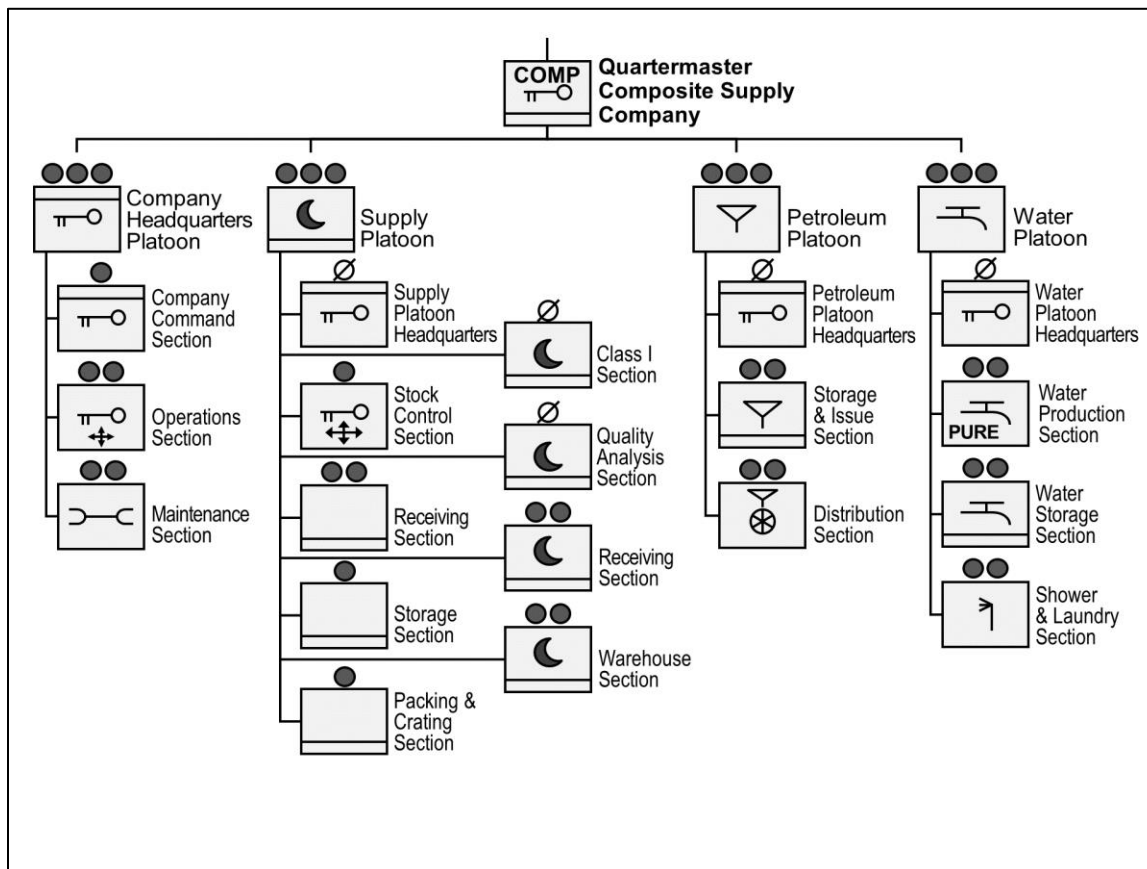 COMP
Quartermaster
Composite Supply
Company
Company
Headquarters
Platoon
Supply
Platoon
Petroleum
Platoon
Water
Platoon
Company
Command
Section
Operations
Section
Maintenance
Section
Supply
Platoon
Headquarters
Class I
Section
Stock
Control
Section
Quality
Analysis
Section
Receiving
Section
Receiving
Section
Storage
Section
Warehouse
Section
Packing &
Crating
Section
Petroleum
Platoon
Headquarters
Storage
& Issue
Section
Distribution
Section
Water
Platoon
Headquarters
PURE
Water
Production
Section
Water
Storage
Section
Shower
& Laundry
Section